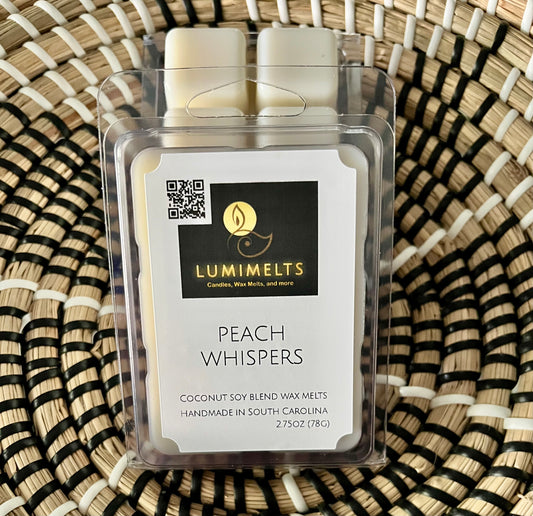 LUMIMELTS
Candles, Wax Melts, and more
PEACH
WHISPERS
COCONUT SOY BLEND WAX MELTS
HANDMADE IN SOUTH CAROLINA
2.75OZ (78G)